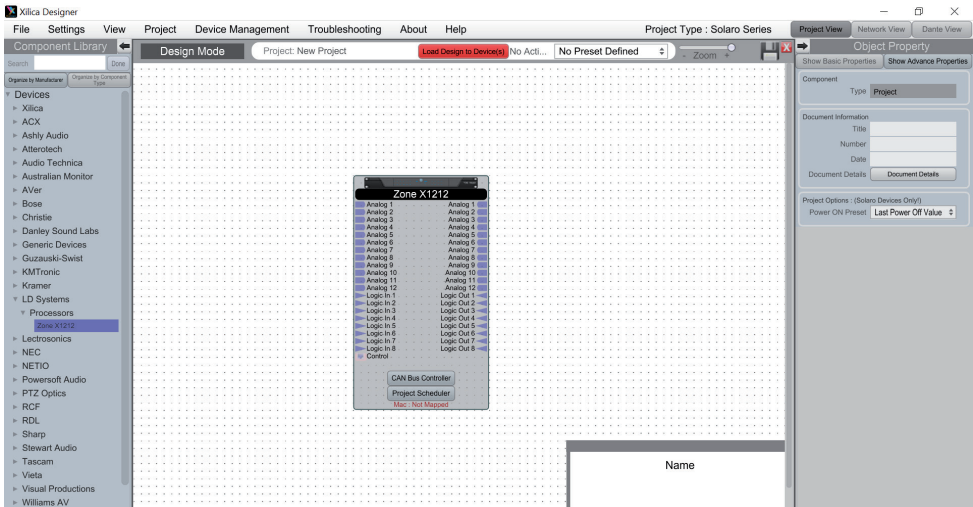 Xilica Designer
File Settings View Project Device Management Troubleshooting About Help Project Type : Solaro Series Project View Network View Dante View
Component Library Design Mode Project: New Project Load Design to Device(s) No Acti... No Preset Defined - Zoom + Object Property
Search Done Show Basic Properties Show Advance Properties
Organize by Manufacturer Organize by Component Type
Devices
Xilica
ACX
Ashly Audio
Atterotech
Audio Technica
Australian Monitor
AVer
Bose
Christie
Danley Sound Labs
Generic Devices
Guzauski-Swist
KMTronic
Kramer
LD Systems
Processors
Zone X1212
Lectrosonics
NEC
NETIO
Powersoft Audio
PTZ Optics
RCF
RDL
Sharp
Stewart Audio
Tascam
Vieta
Visual Productions
Williams AV
Zone X1212
Analog 1 Analog 1
Analog 2 Analog 2
Analog 3 Analog 3
Analog 4 Analog 4
Analog 5 Analog 5
Analog 6 Analog 6
Analog 7 Analog 7
Analog 8 Analog 8
Analog 9 Analog 9
Analog 10 Analog 10
Analog 11 Analog 11
Analog 12 Analog 12
Logic In 1 Logic Out 1
Logic In 2 Logic Out 2
Logic In 3 Logic Out 3
Logic In 4 Logic Out 4
Logic In 5 Logic Out 5
Logic In 6 Logic Out 6
Logic In 7 Logic Out 7
Logic In 8 Logic Out 8
Control
CAN Bus Controller
Project Scheduler
Mac : Not Mapped
Name
Component
Type Project
Document Information
Title
Number
Date
Document Details Document Details
Project Options : (Solaro Devices Only!)
Power ON Preset Last Power Off Value